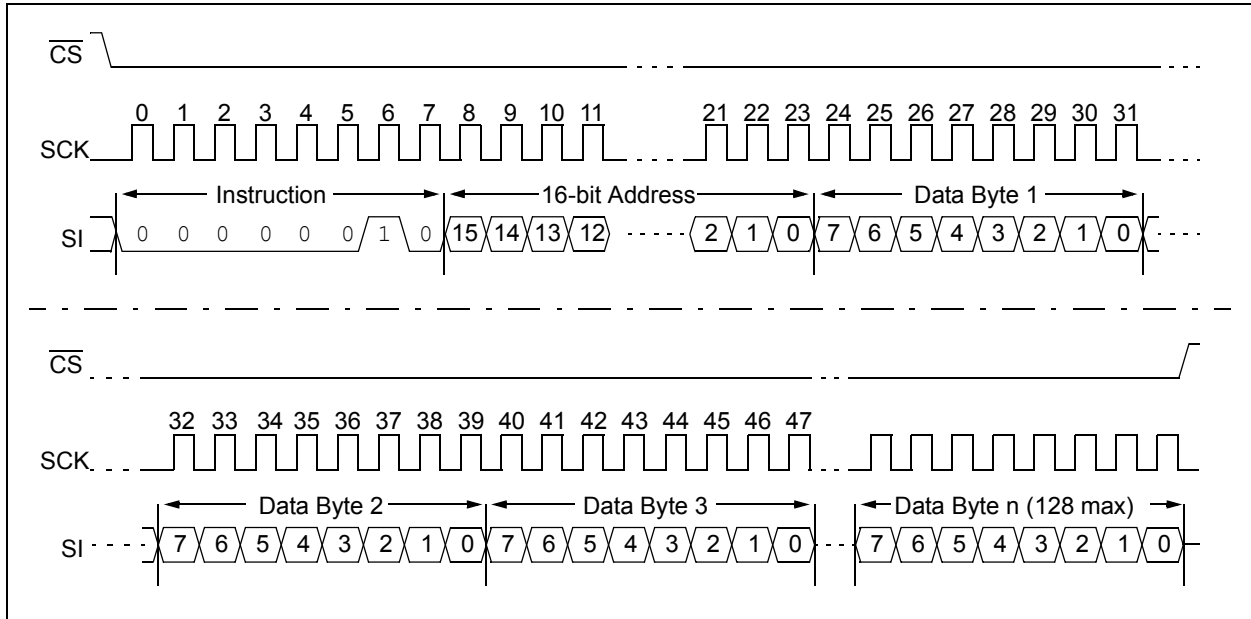 CS
0 1 2 3 4 5 6 7 8 9 10 11 21 22 23 24 25 26 27 28 29 30 31
SCK
Instruction 16-bit Address Data Byte 1
SI 0 0 0 0 0 0 1 0 15 14 13 12 2 1 0 7 6 5 4 3 2 1 0
CS
32 33 34 35 36 37 38 39 40 41 42 43 44 45 46 47
SCK
Data Byte 2 Data Byte 3 Data Byte n (128 max)
SI 7 6 5 4 3 2 1 0 7 6 5 4 3 2 1 0 7 6 5 4 3 2 1 0